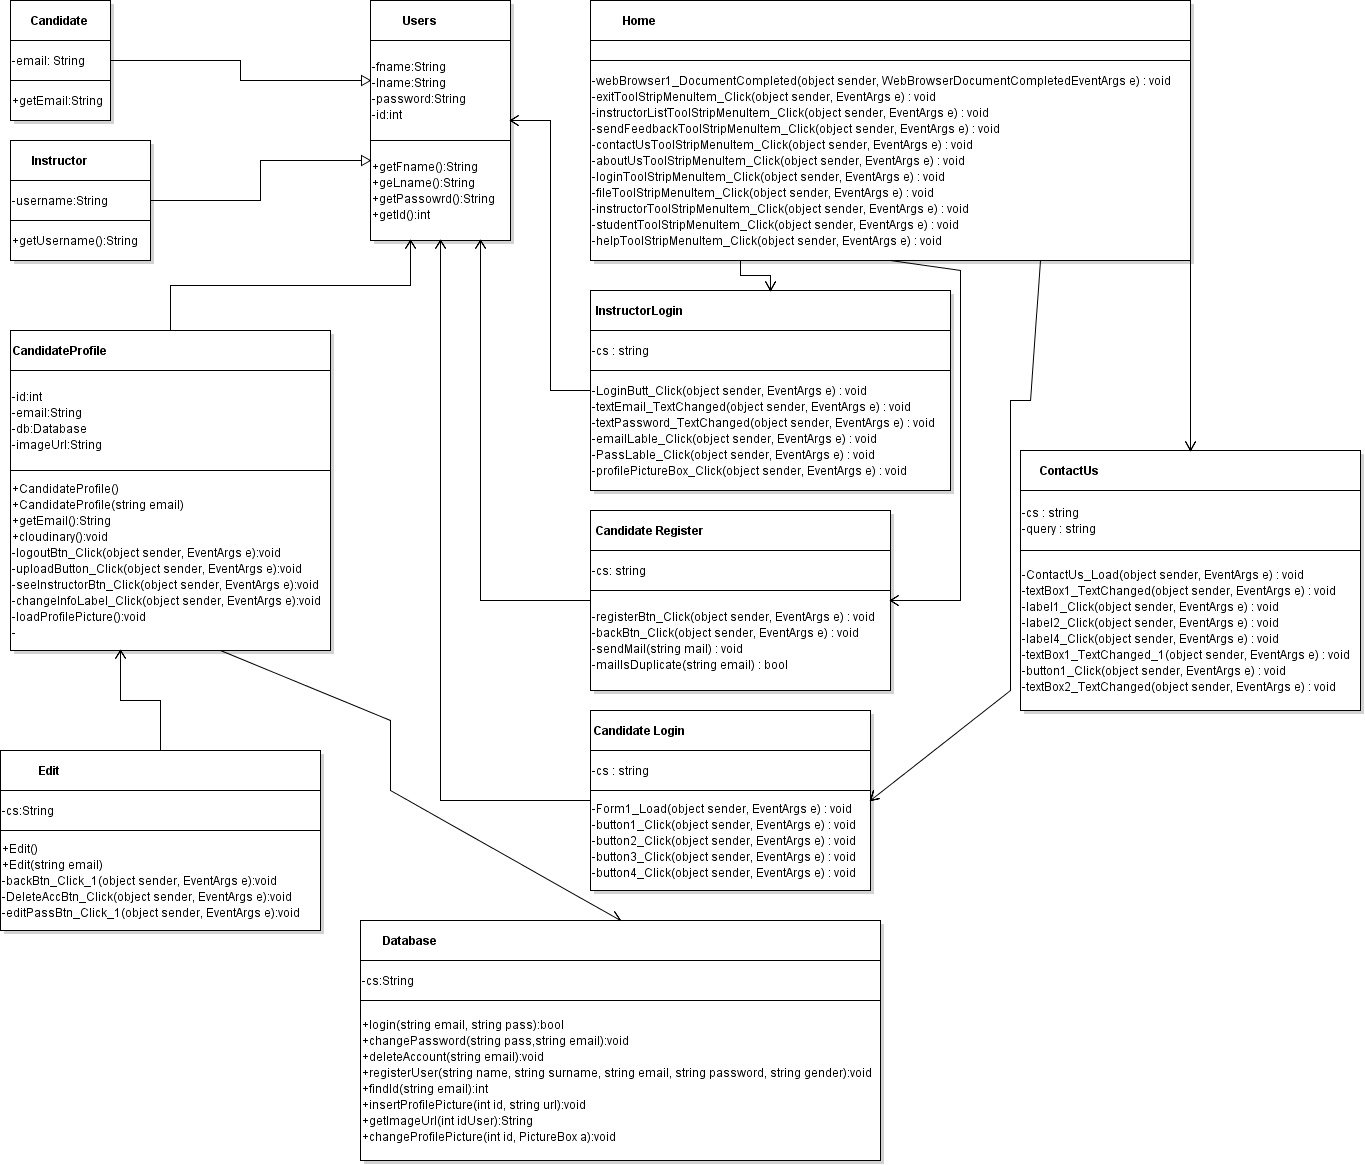 Candidate
-email: String
+getEmail:String
Instructor
-username:String
+getUsername():String
Users
-fname:String
-lname:String
-password:String
-id:int
+getFname():String
+geLname():String
+getPassowrd():String
+getId():int
Home
-webBrowser1_DocumentCompleted(object sender, WebBrowserDocumentCompletedEventArgs e) : void
-exitToolStripMenuItem_Click(object sender, EventArgs e) : void
-instructorListToolStripMenuItem_Click(object sender, EventArgs e) : void
-sendFeedbackToolStripMenuItem_Click(object sender, EventArgs e) : void
-contactUsToolStripMenuItem_Click(object sender, EventArgs e) : void
-aboutUsToolStripMenuItem_Click(object sender, EventArgs e) : void
-loginToolStripMenuItem_Click(object sender, EventArgs e) : void
-fileToolStripMenuItem_Click(object sender, EventArgs e) : void
-instructorToolStripMenuItem_Click(object sender, EventArgs e) : void
-studentToolStripMenuItem_Click(object sender, EventArgs e) : void
-helpToolStripMenuItem_Click(object sender, EventArgs e) : void
CandidateProfile
-id:int
-email:String
-db:Database
-imageUrl:String
+CandidateProfile()
+CandidateProfile(string email)
+getEmail():String
+cloudinary():void
-logoutBtn_Click(object sender, EventArgs e):void
-uploadButton_Click(object sender, EventArgs e):void
-seeInstructorBtn_Click(object sender, EventArgs e):void
-changeInfoLabel_Click(object sender, EventArgs e):void
-loadProfilePicture():void
-
InstructorLogin
-cs : string
-LoginButt_Click(object sender, EventArgs e) : void
-textEmail_TextChanged(object sender, EventArgs e) : void
-textPassword_TextChanged(object sender, EventArgs e) : void
-emailLable_Click(object sender, EventArgs e) : void
-PassLable_Click(object sender, EventArgs e) : void
-profilePictureBox_Click(object sender, EventArgs e) : void
Candidate Register
-cs: string
-registerBtn_Click(object sender, EventArgs e) : void
-backBtn_Click(object sender, EventArgs e) : void
-sendMail(string mail) : void
-mailIsDuplicate(string email) : bool
ContactUs
-cs : string
-query : string
-ContactUs_Load(object sender, EventArgs e) : void
-textBox1_TextChanged(object sender, EventArgs e) : void
-label1_Click(object sender, EventArgs e) : void
-label2_Click(object sender, EventArgs e) : void
-label4_Click(object sender, EventArgs e) : void
-textBox1_TextChanged_1(object sender, EventArgs e) : void
-button1_Click(object sender, EventArgs e) : void
-textBox2_TextChanged(object sender, EventArgs e) : void
Candidate Login
-cs : string
-Form1_Load(object sender, EventArgs e) : void
-button1_Click(object sender, EventArgs e) : void
-button2_Click(object sender, EventArgs e) : void
-button3_Click(object sender, EventArgs e) : void
-button4_Click(object sender, EventArgs e) : void
Edit
-cs:String
+Edit()
+Edit(string email)
-backBtn_Click_1(object sender, EventArgs e):void
-DeleteAccBtn_Click(object sender, EventArgs e):void
-editPassBtn_Click_1(object sender, EventArgs e):void
Database
-cs:String
+login(string email, string pass):bool
+changePassword(string pass,string email):void
+deleteAccount(string email):void
+registerUser(string name, string surname, string email, string password, string gender):void
+findId(string email):int
+insertProfilePicture(int id, string url):void
+getImageUrl(int idUser):String
+changeProfilePicture(int id, PictureBox a):void